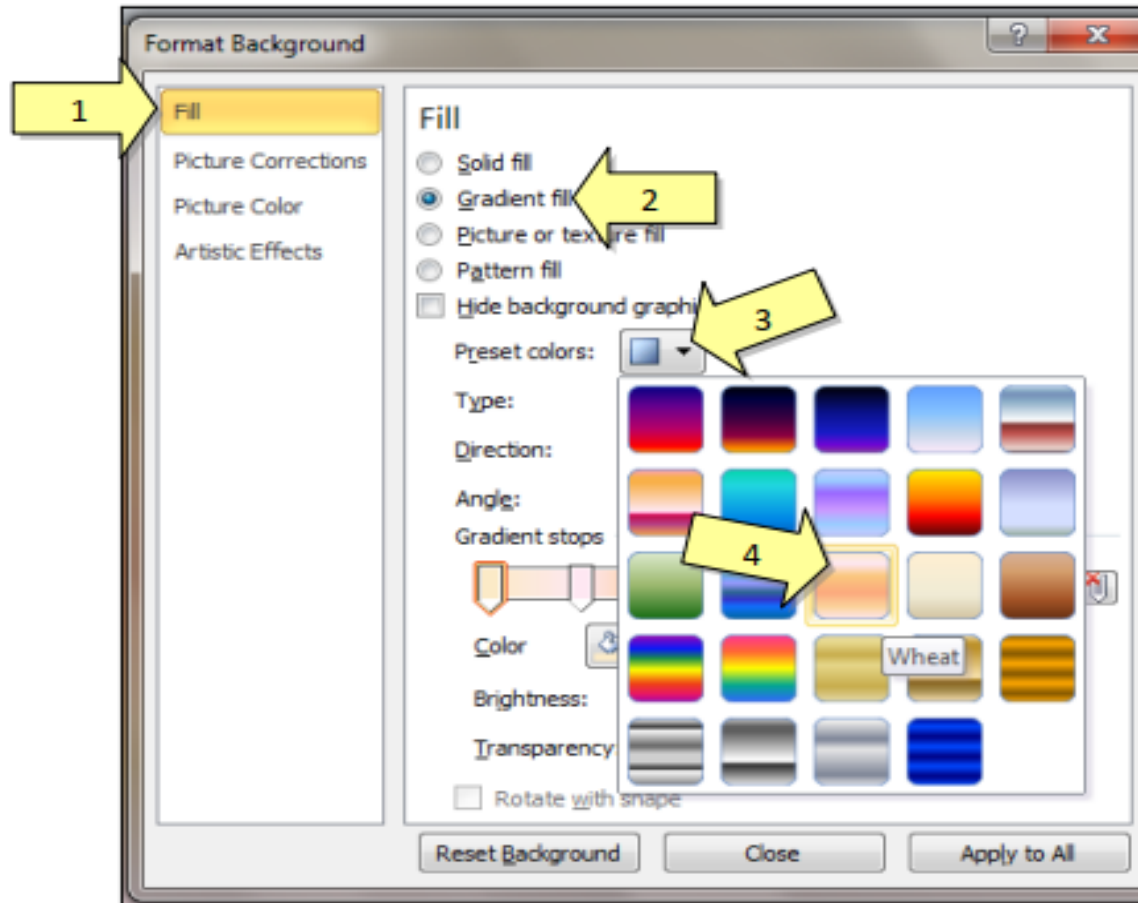 Format Background
?
x
1
Fill
Picture Corrections
Picture Color
Artistic Effects
Fill
Solid fill
Gradient fill
2
Picture or texture fill
Pattern fill
Hide background graphi
3
Preset colors:
Type:
Direction:
Angle:
Gradient stops
4
Color
Wheat
Brightness:
Transparency
Rotate with shape
Reset Background
Close
Apply to All